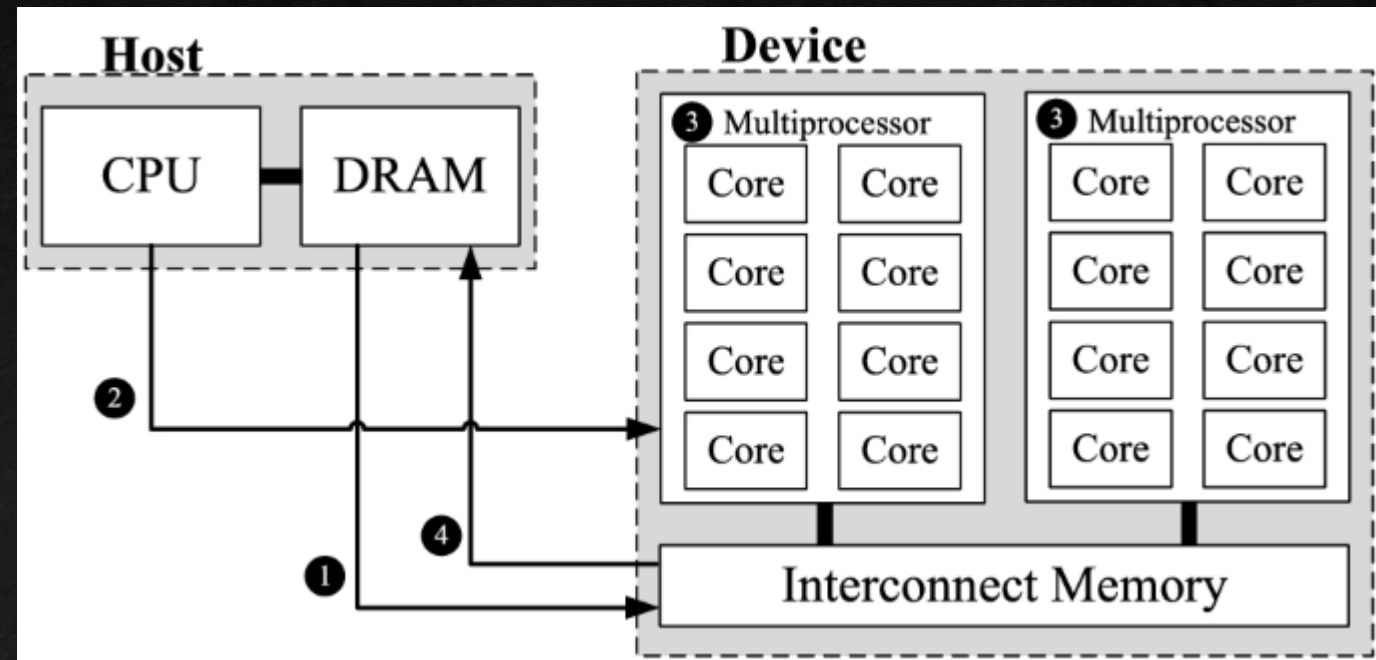 Host
Device
CPU
DRAM
3 Multiprocessor
Core Core
Core Core
Core Core
Core Core
3 Multiprocessor
Core Core
Core Core
Core Core
Core Core
2
4
1
Interconnect Memory